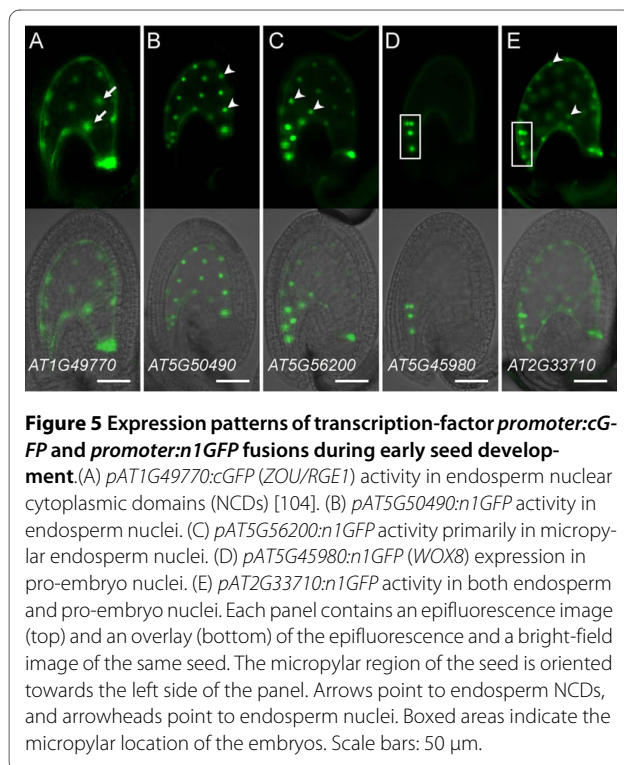 A
B
C
D
E
AT1G49770
AT5G50490
AT5G56200
AT5G45980
AT2G33710
Figure 5 Expression patterns of transcription-factor promoter:cG-
FP and promoter:n1GFP fusions during early seed develop-
ment.(A) pAT1G49770:cGFP (ZOU/RGE1) activity in endosperm nuclear
cytoplasmic domains (NCDs) [104]. (B) pAT5G50490:n1GFP activity in
endosperm nuclei. (C) pAT5G56200:n1GFP activity primarily in micropy-
lar endosperm nuclei. (D) pAT5G45980:n1GFP (WOX8) expression in
pro-embryo nuclei. (E) pAT2G33710:n1GFP activity in both endosperm
and pro-embryo nuclei. Each panel contains an epifluorescence image
(top) and an overlay (bottom) of the epifluorescence and a bright-field
image of the same seed. The micropylar region of the seed is oriented
towards the left side of the panel. Arrows point to endosperm NCDs,
and arrowheads point to endosperm nuclei. Boxed areas indicate the
micropylar location of the embryos. Scale bars: 50 μm.